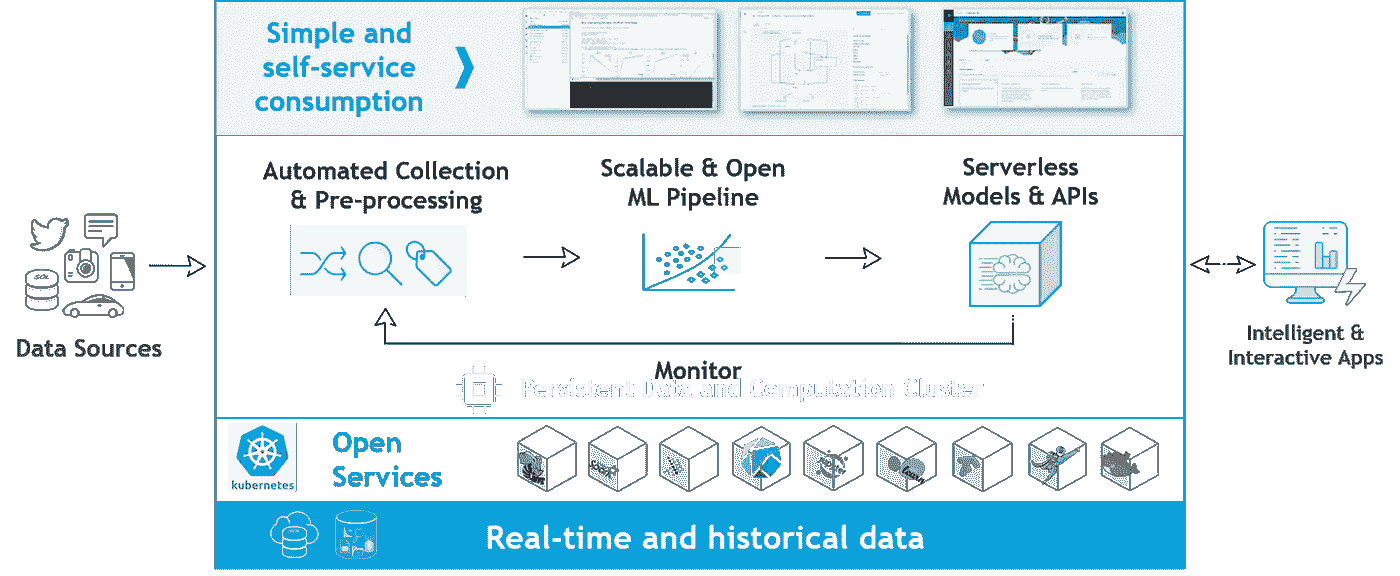 Simple and
self-service
consumption
Automated Collection
& Pre-processing
Scalable & Open
ML Pipeline
Serverless
Models & APIs
SQL
Data Sources
Intelligent &
Interactive Apps
Monitor
Persistent Data and Computation Cluster
kubernetes
Open
Services
Real-time and historical data